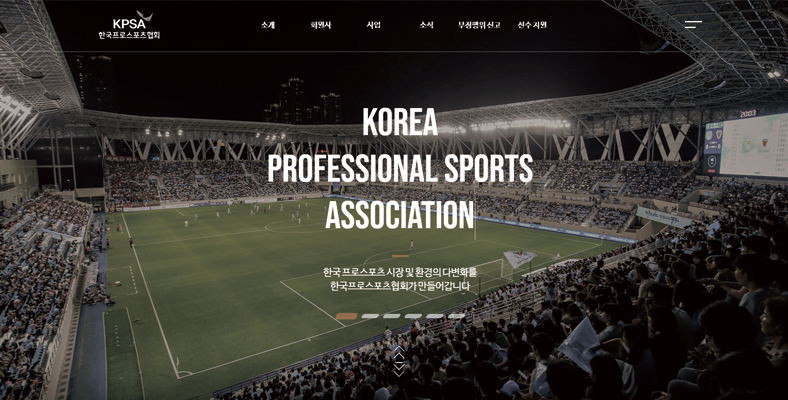 KPSA
한국프로스포츠협회
소개 회원사 사업 소식 부정행위신고 선수 지원
20:03
KOREA
PROFESSIONAL SPORTS
ASSOCIATION
한국 프로스포츠 시장 및 환경의 다변화를
한국프로스포츠협회가 만들어갑니다